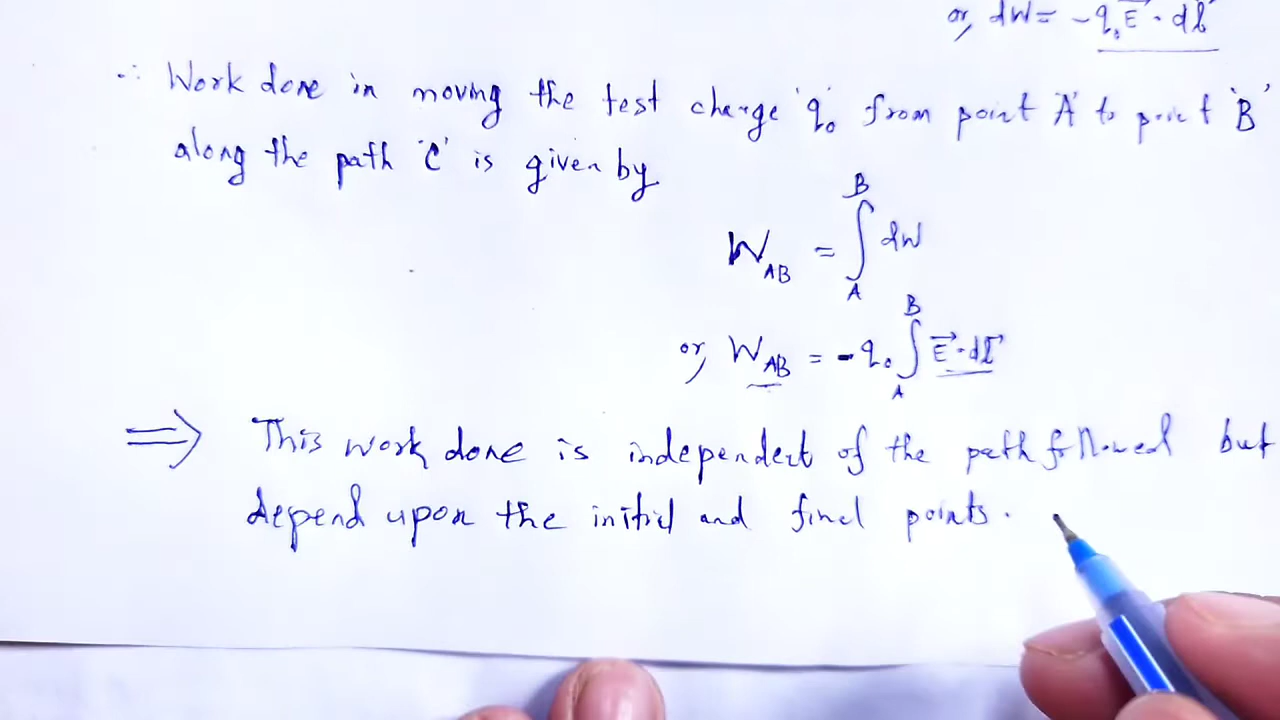 or, dW = -q₀E⃗ · dl⃗
∴ Work done in moving the test charge 'q₀' from point 'A' to point 'B'
along the path 'C' is given by
W_AB = ∫_A^B dW
or, W_AB = -q₀ ∫_A^B E⃗ · dl⃗
⇒ This work done is independent of the path followed but
depend upon the initial and final points.